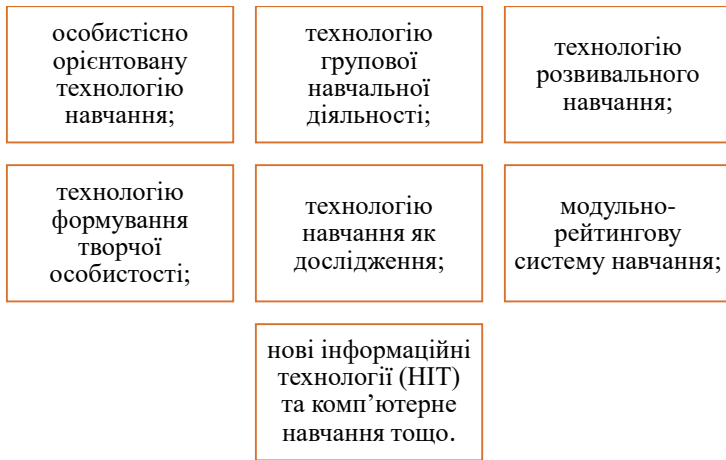 особистісно
орієнтовану
технологію
навчання;
технологію
групової
навчальної
діяльності;
технологію
розвивального
навчання;
технологію
формування
творчої
особистості;
технологію
навчання як
дослідження;
модульно-
рейтингову
систему навчання;
нові інформаційні
технології (НІТ)
та комп’ютерне
навчання тощо.